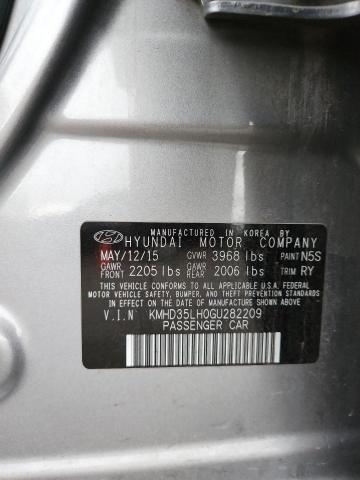 MANUFACTURED IN KOREA BY
HYUNDAI MOTOR COMPANY
MAY/12/15 GVWR 3968 lbs PAINT N5S
GAWR FRONT 2205 lbs GAWR REAR 2006 lbs TRIM RY
THIS VEHICLE CONFORMS TO ALL APPLICABLE U.S.A. FEDERAL
MOTOR VEHICLE SAFETY, BUMPER, AND THEFT PREVENTION
STANDARDS IN EFFECT ON THE DATE OF MANUFACTURE SHOWN ABOVE.
V.I.N KMHD35LH0GU282209
PASSENGER CAR